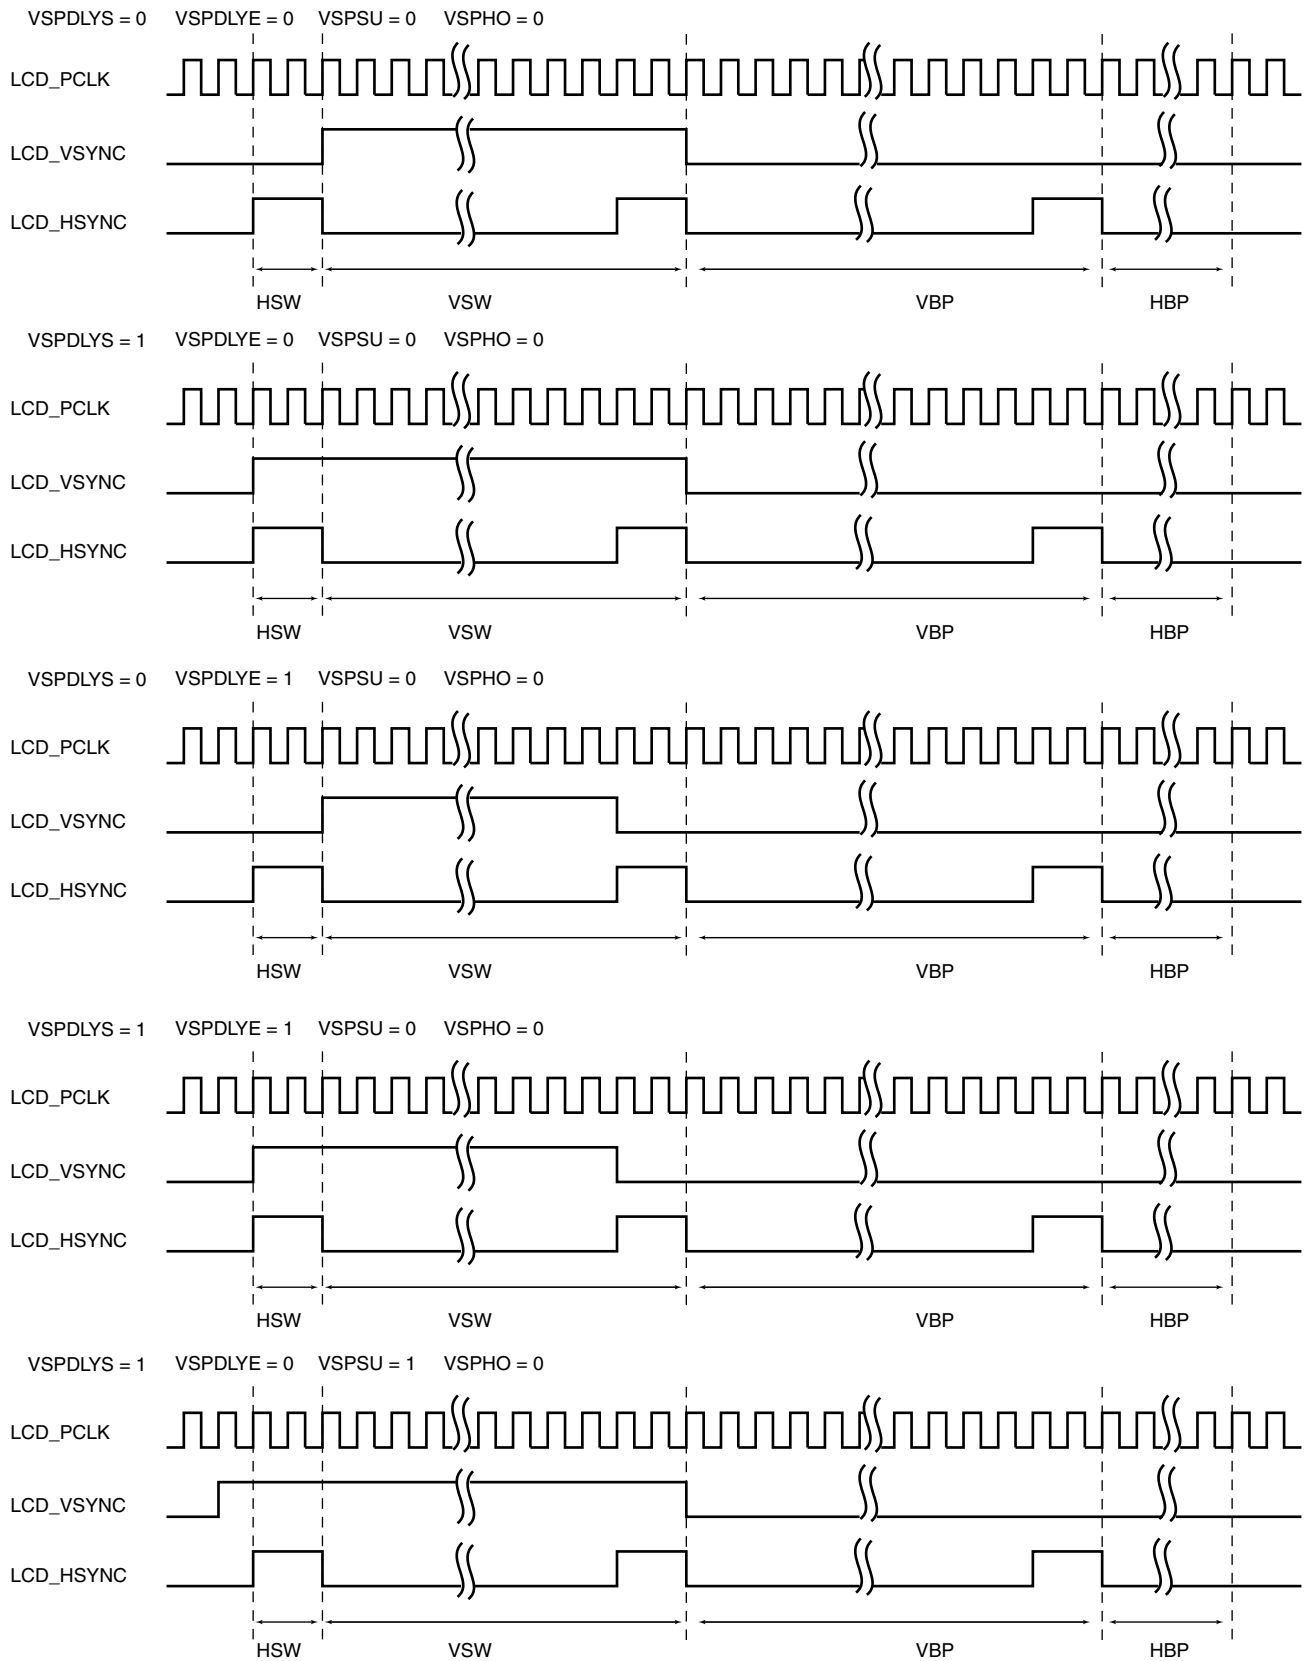 VSPDLYS = 0 VSPDLYE = 0 VSPSU = 0 VSPHO = 0
LCD_PCLK
LCD_VSYNC
LCD_HSYNC
HSW VSW VBP HBP
VSPDLYS = 1 VSPDLYE = 0 VSPSU = 0 VSPHO = 0
LCD_PCLK
LCD_VSYNC
LCD_HSYNC
HSW VSW VBP HBP
VSPDLYS = 0 VSPDLYE = 1 VSPSU = 0 VSPHO = 0
LCD_PCLK
LCD_VSYNC
LCD_HSYNC
HSW VSW VBP HBP
VSPDLYS = 1 VSPDLYE = 1 VSPSU = 0 VSPHO = 0
LCD_PCLK
LCD_VSYNC
LCD_HSYNC
HSW VSW VBP HBP
VSPDLYS = 1 VSPDLYE = 0 VSPSU = 1 VSPHO = 0
LCD_PCLK
LCD_VSYNC
LCD_HSYNC
HSW VSW VBP HBP